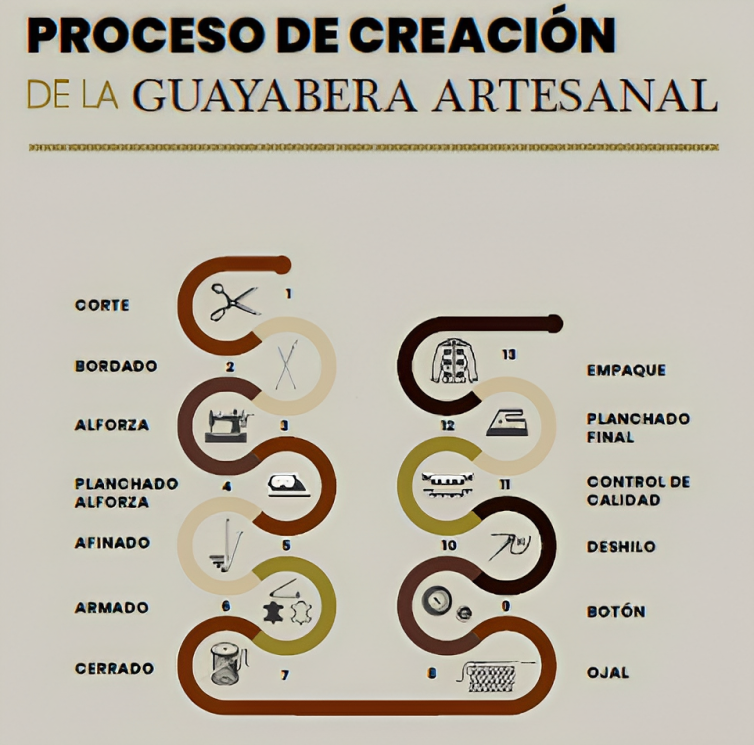 PROCESO DE CREACIÓN
DE LA GUAYABERA ARTESANAL
CORTE
1
BORDADO
2
ALFORZA
3
PLANCHADO
ALFORZA
4
AFINADO
5
ARMADO
6
CERRADO
7
OJAL
8
BOTÓN
9
DESHILO
10
CONTROL DE
CALIDAD
11
PLANCHADO
FINAL
12
EMPAQUE
13